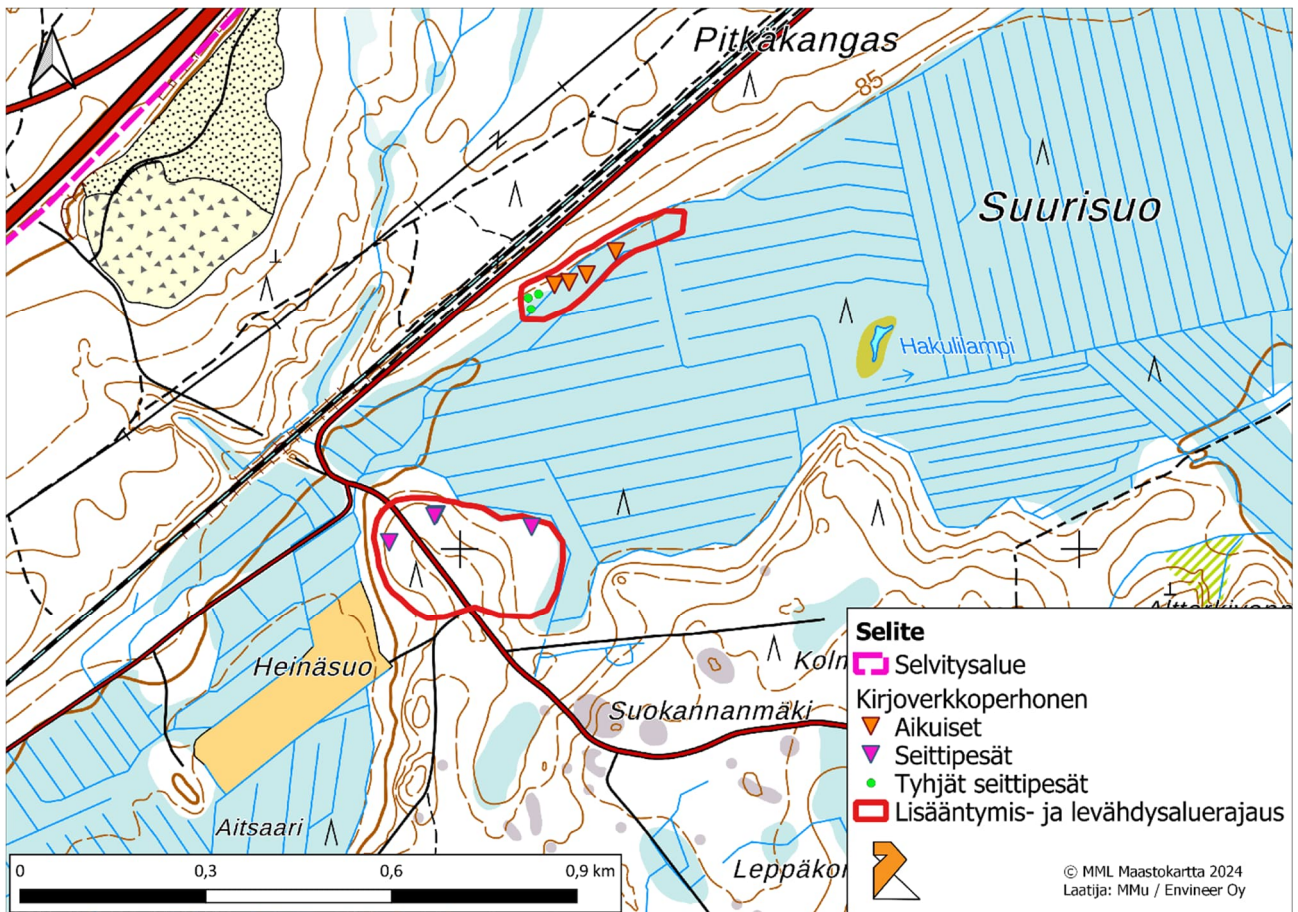 Pitkäkangas
85
Suurisuo
Hakulilampi
Heinäsuo
Suokannanmäki
Aitsaari
Selite
Selvitysalue
Kirjoverkkoperhonen
Aikuiset
Seittipesät
Tyhjät seittipesät
Lisääntymis- ja levähdysaluerajaus
0 0,3 0,6 0,9 km
© MML Maastokartta 2024
Laatija: MMu / Envineer Oy